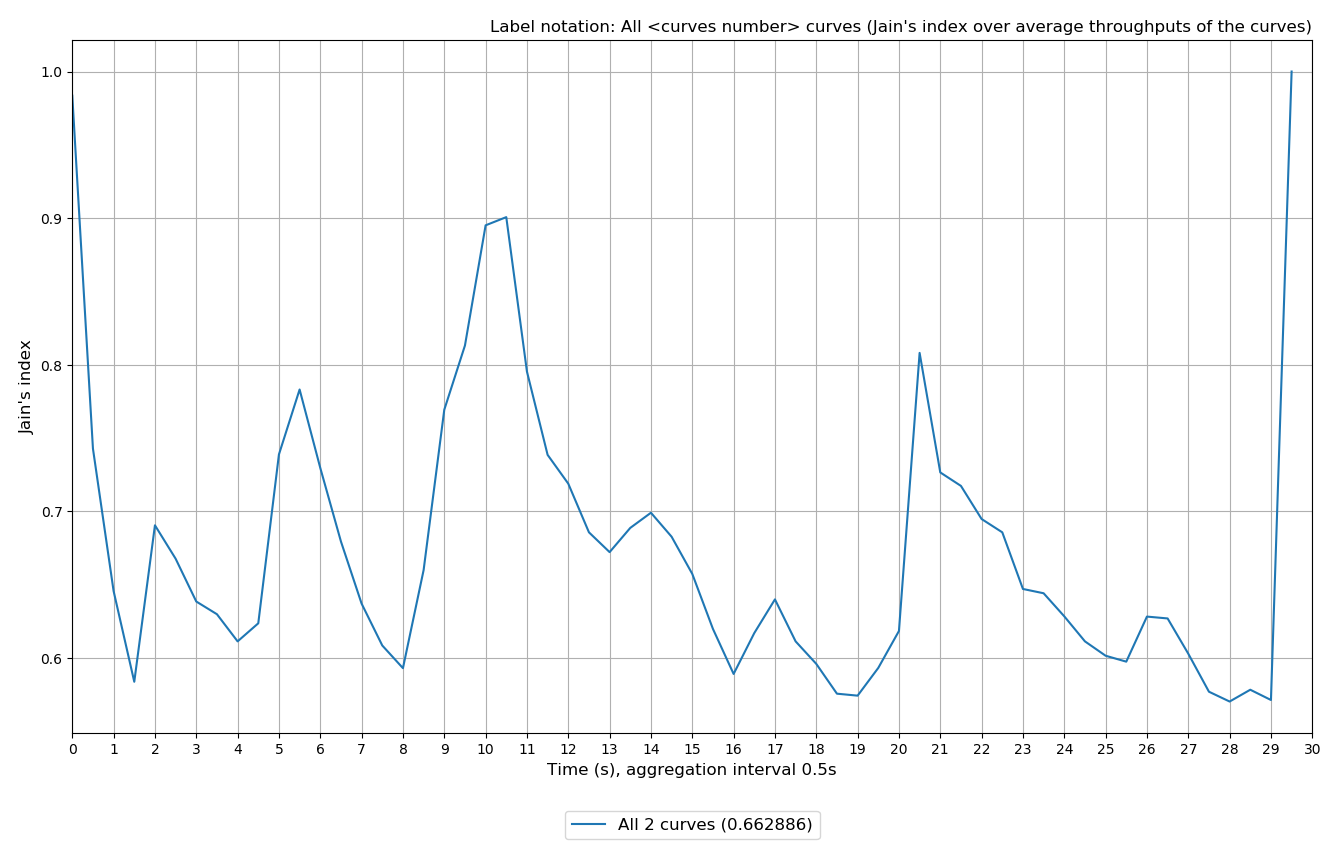 Label notation: All <curves number> curves (Jain's index over average throughputs of the curves)
1.0
0.9
0.8
0.7
0.6
Jain's index
0 1 2 3 4 5 6 7 8 9 10 11 12 13 14 15 16 17 18 19 20 21 22 23 24 25 26 27 28 29 30
Time (s), aggregation interval 0.5s
All 2 curves (0.662886)